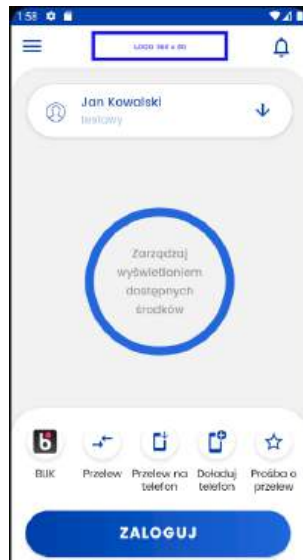 1:58
LOGO 364 x 80
Jan Kowalski
testowy
Zarządzaj
wyświetlaniem
dostępnych
środków
b
BLIK
Przelew
Przelew na
telefon
Doładuj
telefon
Prośba o
przelew
ZALOGUJ